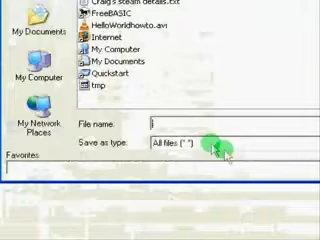 Craig's steam details.txt
FreeBASIC
HelloWorldhowto.avi
Internet
My Computer
My Documents
Quickstart
tmp
My Documents
My Computer
My Network
Places
File name:
Save as type:
All files (*.*)
Favorites